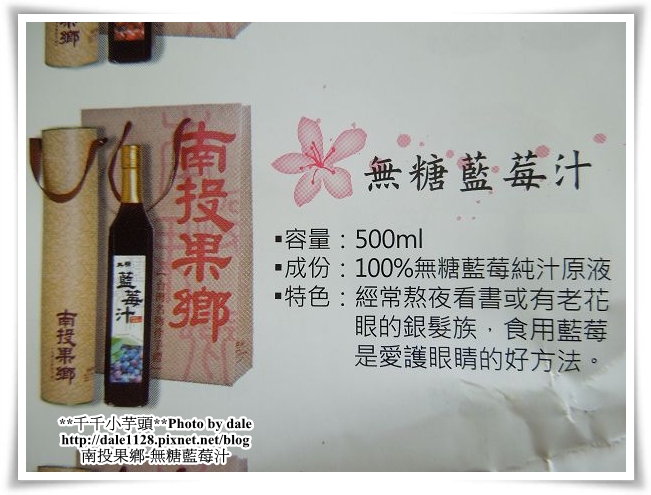 果鄉
南投果鄉
南投果鄉
藍莓汁
無糖藍莓汁
▪容量：500ml
▪成份：100%無糖藍莓純汁原液
▪特色：經常熬夜看書或有老花
眼的銀髮族，食用藍莓
是愛護眼睛的好方法。
**千千小芋頭**Photo by dale
http://dale1128.pixnet.net/blog
南投果鄉-無糖藍莓汁